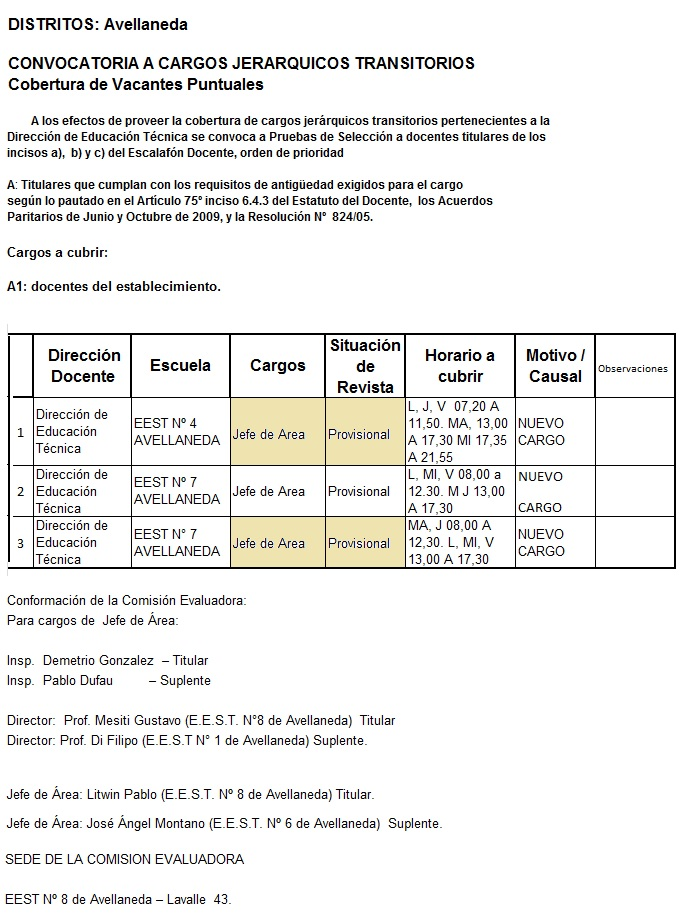 DISTRITOS: Avellaneda
CONVOCATORIA A CARGOS JERARQUICOS TRANSITORIOS
Cobertura de Vacantes Puntuales
A los efectos de proveer la cobertura de cargos jerárquicos transitorios pertenecientes a la
Dirección de Educación Técnica se convoca a Pruebas de Selección a docentes titulares de los
incisos a), b) y c) del Escalafón Docente, orden de prioridad
A: Titulares que cumplan con los requisitos de antigüedad exigidos para el cargo
según lo pautado en el Artículo 75º inciso 6.4.3 del Estatuto del Docente, los Acuerdos
Paritarios de Junio y Octubre de 2009, y la Resolución Nº 824/05.
Cargos a cubrir:
A1: docentes del establecimiento.
Dirección Docente
Escuela
Cargos
Situación de Revista
Horario a cubrir
Motivo / Causal
Observaciones
1
Dirección de
Educación
Técnica
EEST Nº 4
AVELLANEDA
Jefe de Area
Provisional
L, J, V 07,20 A
11,50. MA, 13,00
A 17,30 MI 17,35
A 21,55
NUEVO
CARGO
2
Dirección de
Educación
Técnica
EEST Nº 7
AVELLANEDA
Jefe de Area
Provisional
L, MI, V 08,00 a
12.30. M J 13,00
A 17,30
NUEVO
CARGO
3
Dirección de
Educación
Técnica
EEST N° 7
AVELLANEDA
Jefe de Area
Provisional
MA, J 08,00 A
12,30. L, MI, V
13,00 A 17,30
NUEVO
CARGO
Conformación de la Comisión Evaluadora:
Para cargos de Jefe de Área:
Insp. Demetrio Gonzalez – Titular
Insp. Pablo Dufau – Suplente
Director: Prof. Mesiti Gustavo (E.E.S.T. N°8 de Avellaneda) Titular
Director: Prof. Di Filipo (E.E.S.T N° 1 de Avellaneda) Suplente.
Jefe de Área: Litwin Pablo (E.E.S.T. Nº 8 de Avellaneda) Titular.
Jefe de Área: José Ángel Montano (E.E.S.T. Nº 6 de Avellaneda) Suplente.
SEDE DE LA COMISION EVALUADORA
EEST Nº 8 de Avellaneda – Lavalle 43.